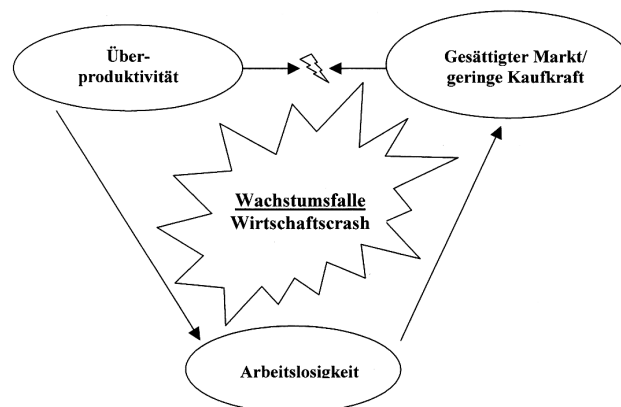 Über-
produktivität
Gesättigter Markt/
geringe Kaufkraft
Wachstumsfalle
Wirtschaftscrash
Arbeitslosigkeit